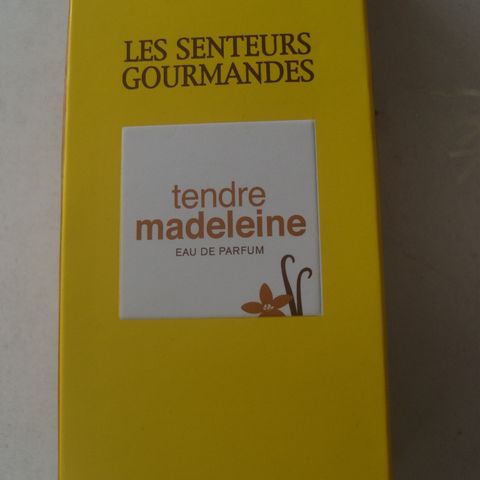 LES SENTEURS
GOURMANDES
tendre
madeleine
EAU DE PARFUM